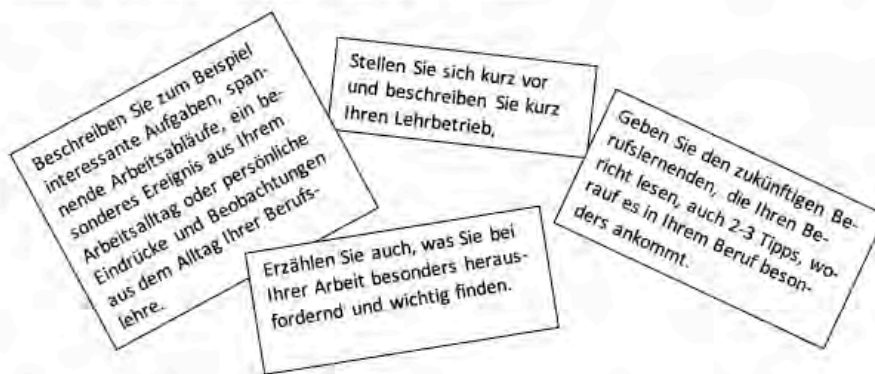 Beschreiben Sie zum Beispiel
interessante Aufgaben, span-
nende Arbeitsabläufe, ein be-
sonderes Ereignis aus Ihrem
Arbeitsalltag oder persönliche
Eindrücke und Beobachtungen
aus dem Alltag Ihrer Berufs-
lehre.
Stellen Sie sich kurz vor
und beschreiben Sie kurz
Ihren Lehrbetrieb,
Geben Sie den zukünftigen Be-
rufslernenden, die Ihren Be-
richt lesen, auch 2-3 Tipps, wo-
rauf es in Ihrem Beruf beson-
ders ankommt.
Erzählen Sie auch, was Sie bei
Ihrer Arbeit besonders heraus-
fordernd und wichtig finden.